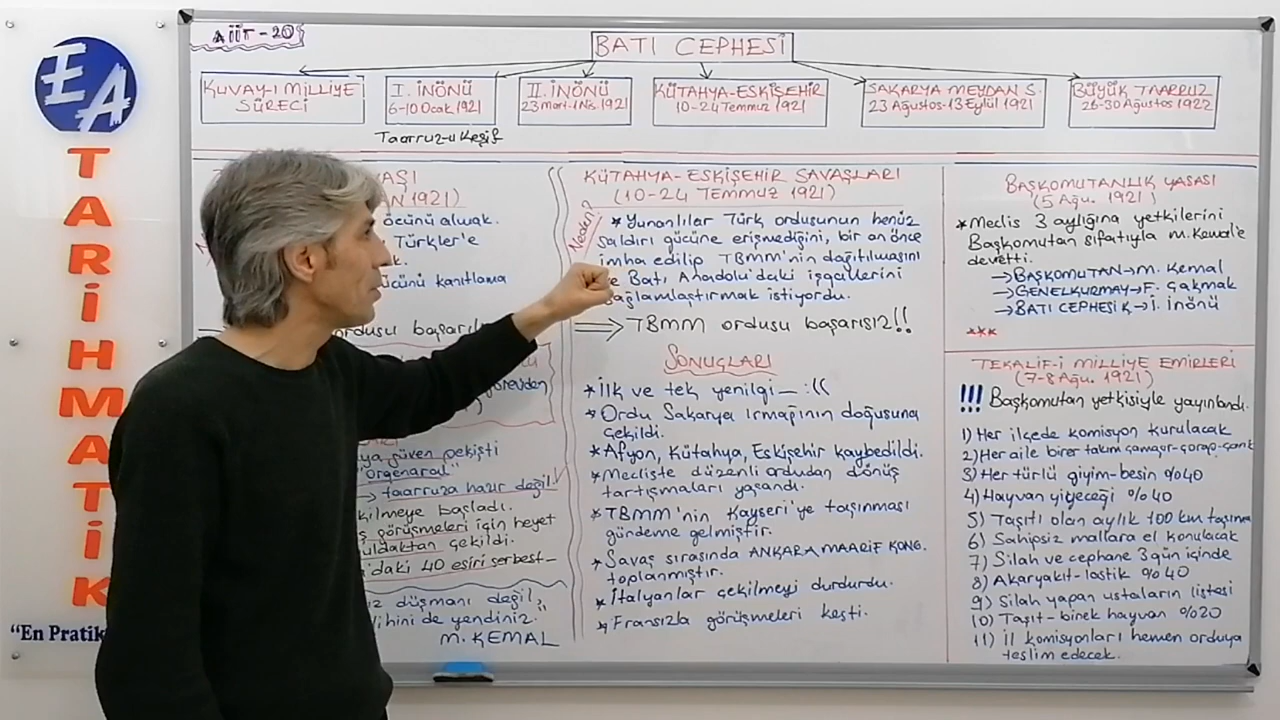 EA
TARİHMATİK
"En Pratik
AİİT-20
BATI CEPHESİ
KUVAY-I MİLLİYE
SÜRECİ
I. İNÖNÜ
6-10 Ocak 1921
Taarruz-u Keşif
II. İNÖNÜ
23 mart-1 Nis. 1921
KÜTAHYA-ESKİŞEHİR
10-24 Temmuz 1921
SAKARYA MEYDAN S.
23 Ağustos-13 Eylül 1921
BÜYÜK TAARRUZ
26-30 Ağustos 1922
AŞI
N 1921)
öcünü almak.
Türkler'e
k.
ücünü kanıtlama
ordusu başarılı
görevden
ya güven pekişti
"orgeneral"
→ taarruza hazır değil!
kilmeye başladı.
ş görüşmeleri için heyet
uldaktan çekildi.
'daki 40 esiri serbest-
ız düşmanı değil,
lihini de yendiniz."
M. KEMAL
KÜTAHYA-ESKİŞEHİR SAVAŞLARI
(10-24 TEMMUZ 1921)
Neden?
* Yunanlılar Türk ordusunun henüz
saldırı gücüne erişmediğini, bir an önce
imha edilip TBMM'nin dağıtılmasını
e Batı Anadolu'daki işgallerini
sağlamlaştırmak istiyordu.
⇒ TBMM ordusu başarısız!!
SONUÇLARI
* İlk ve tek yenilgi — :((
* Ordu Sakarya Irmağının doğusuna
çekildi.
* Afyon, Kütahya, Eskişehir kaybedildi.
* Mecliste düzenli ordudan dönüş
tartışmaları yaşandı.
* TBMM'nin Kayseri'ye taşınması
gündeme gelmiştir.
* Savaş sırasında ANKARA MAARİF KONG.
toplanmıştır.
* İtalyanlar çekilmeyi durdurdu.
* Fransızla görüşmeleri kesti.
BAŞKOMUTANLIK YASASI
(5 Ağu. 1921)
* Meclis 3 aylığına yetkilerini
Başkomutan sıfatıyla M. Kemal'e
devretti.
→ BAŞKOMUTAN → M. Kemal
→ GENELKURMAY → F. Çakmak
→ BATI CEPHESİ K → İ. İnönü
***
TEKALİF-İ MİLLİYE EMİRLERİ
(7-8 Ağu. 1921)
!!! Başkomutan yetkisiyle yayınlandı.
1) Her ilçede komisyon kurulacak
2) Her aile birer takım çamaşır-çorap-çarık
3) Her türlü giyim-besin %40
4) Hayvan yiyeceği %40
5) Taşıtı olan aylık 100 km taşıma
6) Sahipsiz mallara el konulacak
7) Silah ve cephane 3 gün içinde
8) Akaryakıt-lastik %40
9) Silah yapan ustaların listesi
10) Taşıt-binek hayvan %20
11) İl komisyonları hemen orduya
teslim edecek.